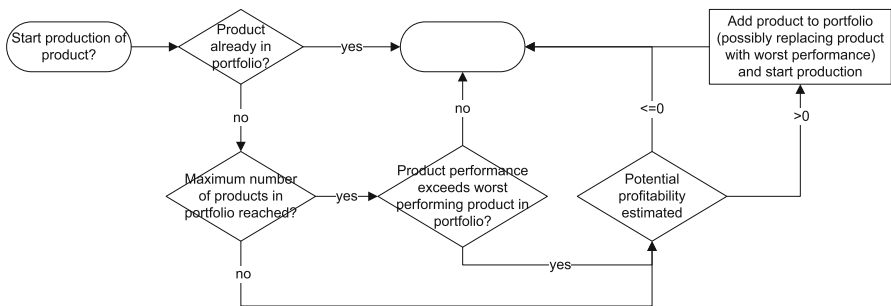 Start production of
product?
Product
already in
portfolio?
yes
Add product to portfolio
(possibly replacing product
with worst performance)
and start production
no
no
<=0
>0
Maximum number
of products in
portfolio reached?
yes
Product performance
exceeds worst
performing product in
portfolio?
Potential
profitability
estimated
yes
no